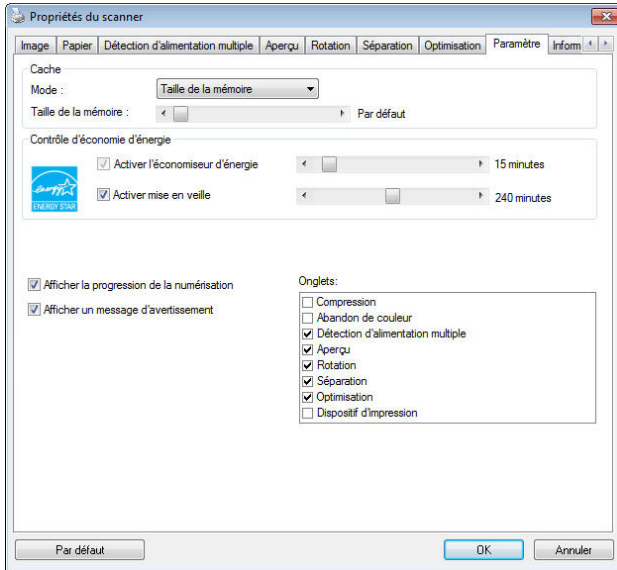 Propriétés du scanner
Image Papier Détection d'alimentation multiple Aperçu Rotation Séparation Optimisation Paramètre Inform
Cache
Mode : Taille de la mémoire
Taille de la mémoire : Par défaut
Contrôle d'économie d'énergie
Activer l'économiseur d'énergie 15 minutes
energy
ENERGY STAR
Activer mise en veille 240 minutes
Afficher la progression de la numérisation
Afficher un message d'avertissement
Onglets:
Compression
Abandon de couleur
Détection d'alimentation multiple
Aperçu
Rotation
Séparation
Optimisation
Dispositif d'impression
Par défaut OK Annuler